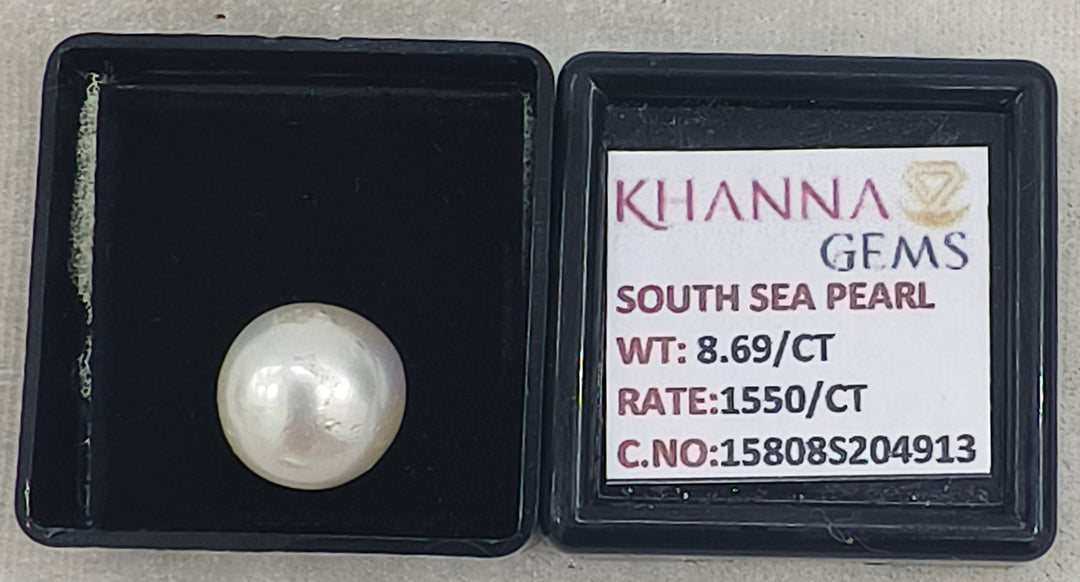 KHANNA
GEMS
SOUTH SEA PEARL
WT: 8.69/CT
RATE:1550/CT
C.NO:15808S204913